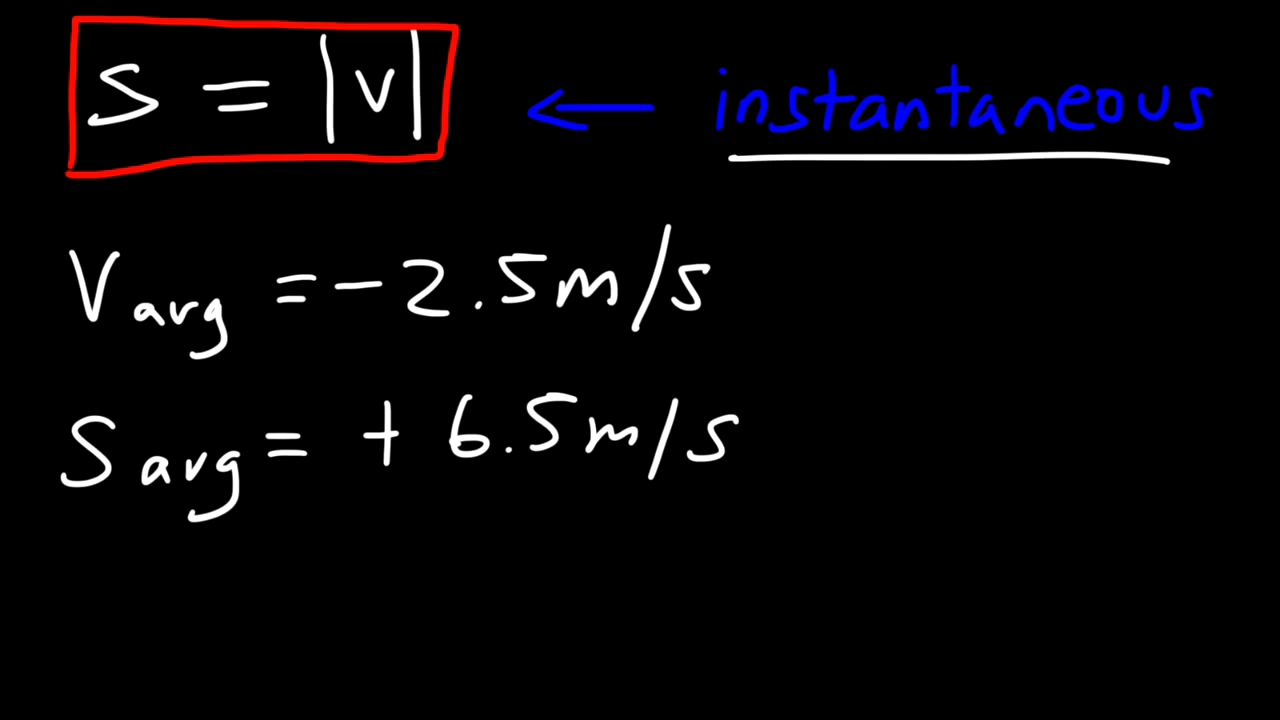 S = |v| ← instantaneous
Vavg = -2.5m/s
Savg = +6.5m/s